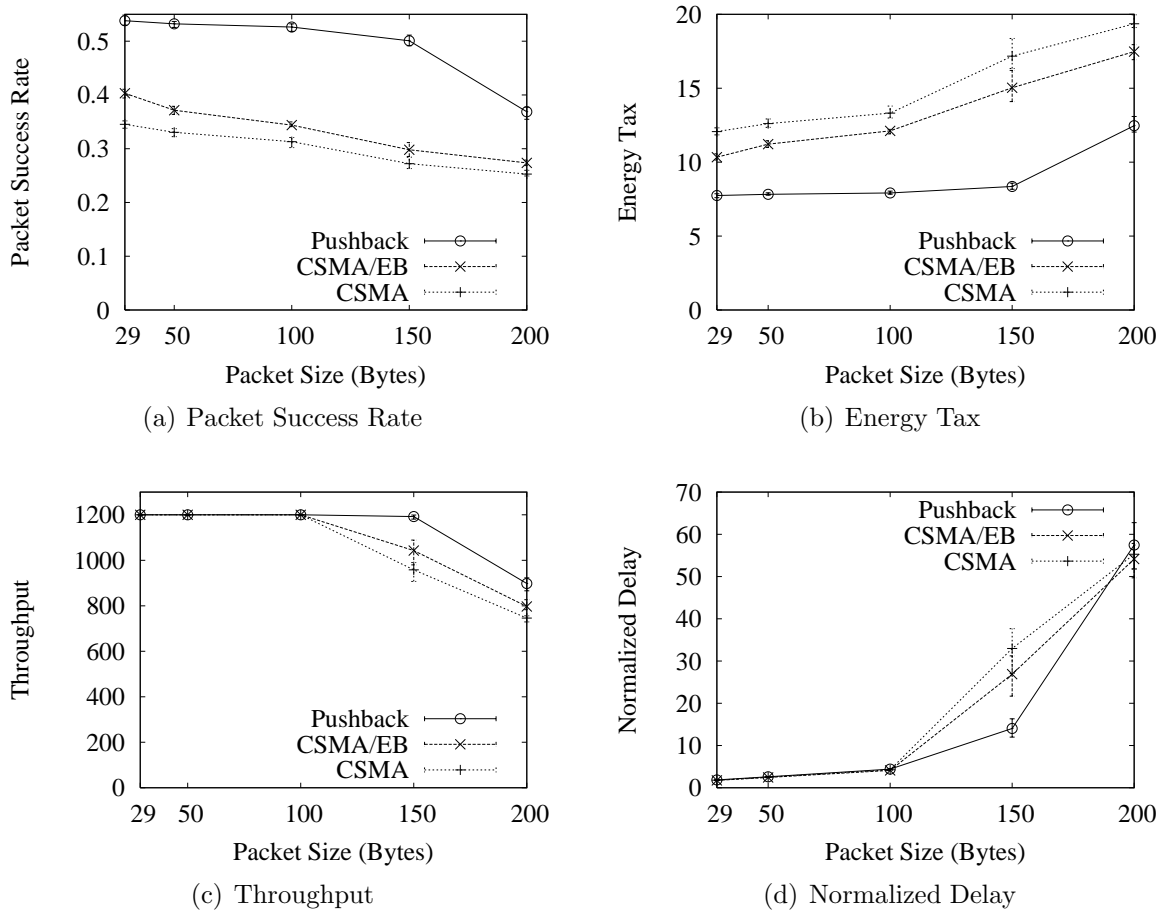 0.5
0.4
0.3
0.2
0.1
0
Packet Success Rate
Pushback
CSMA/EB
CSMA
29 50 100 150 200
Packet Size (Bytes)
(a) Packet Success Rate
20
15
10
5
0
Energy Tax
Pushback
CSMA/EB
CSMA
29 50 100 150 200
Packet Size (Bytes)
(b) Energy Tax
1200
1000
800
600
400
200
0
Throughput
Pushback
CSMA/EB
CSMA
29 50 100 150 200
Packet Size (Bytes)
(c) Throughput
70
60
50
40
30
20
10
0
Normalized Delay
Pushback
CSMA/EB
CSMA
29 50 100 150 200
Packet Size (Bytes)
(d) Normalized Delay